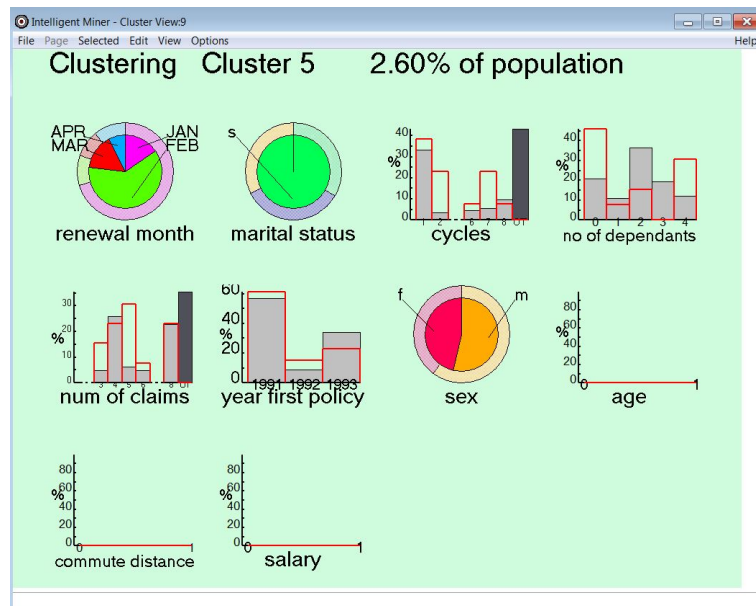 Intelligent Miner - Cluster View:9
File Page Selected Edit View Options Help
Clustering Cluster 5 2.60% of population
APR JAN
MAR FEB
renewal month
s
marital status
40
30
%
20
10
0
1 2 6 7 8 OT
cycles
40
30
%
20
10
0
0 1 2 3 4
no of dependants
30
20
%
10
0
3 4 5 6 8 OT
num of claims
60
%
40
20
0
1991 1992 1993
year first policy
f m
sex
80
60
%
40
20
0
0 1
age
80
60
%
40
20
0
0 1
commute distance
80
60
%
40
20
0
0 1
salary